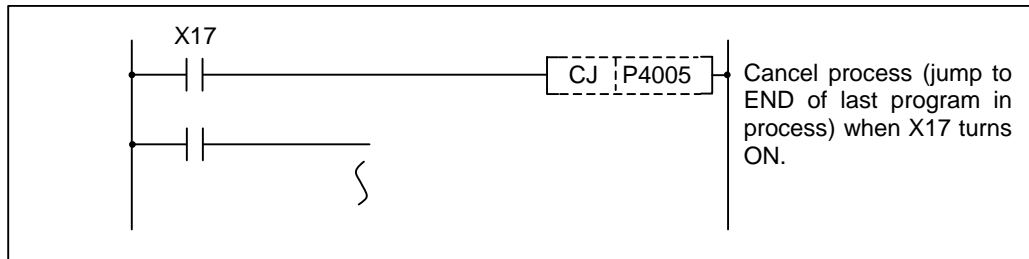 X17
CJ P4005
Cancel process (jump to
END of last program in
process) when X17 turns
ON.